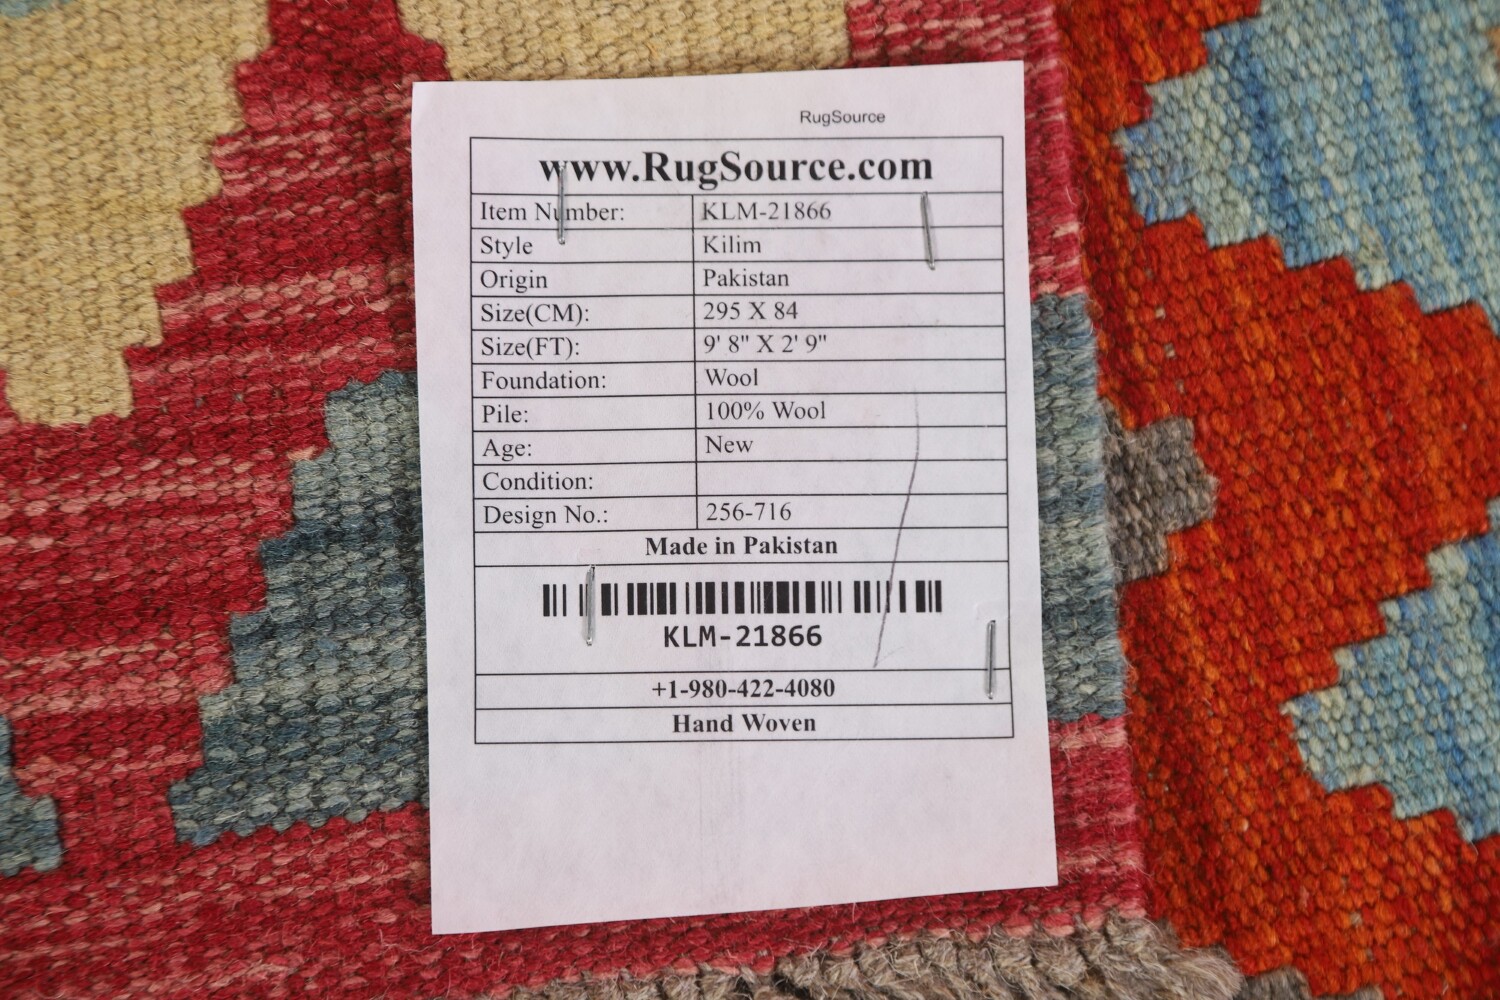 RugSource
www.RugSource.com
Item Number: KLM-21866
Style Kilim
Origin Pakistan
Size(CM): 295 X 84
Size(FT): 9' 8" X 2' 9"
Foundation: Wool
Pile: 100% Wool
Age: New
Condition:
Design No.: 256-716
Made in Pakistan
KLM-21866
+1-980-422-4080
Hand Woven